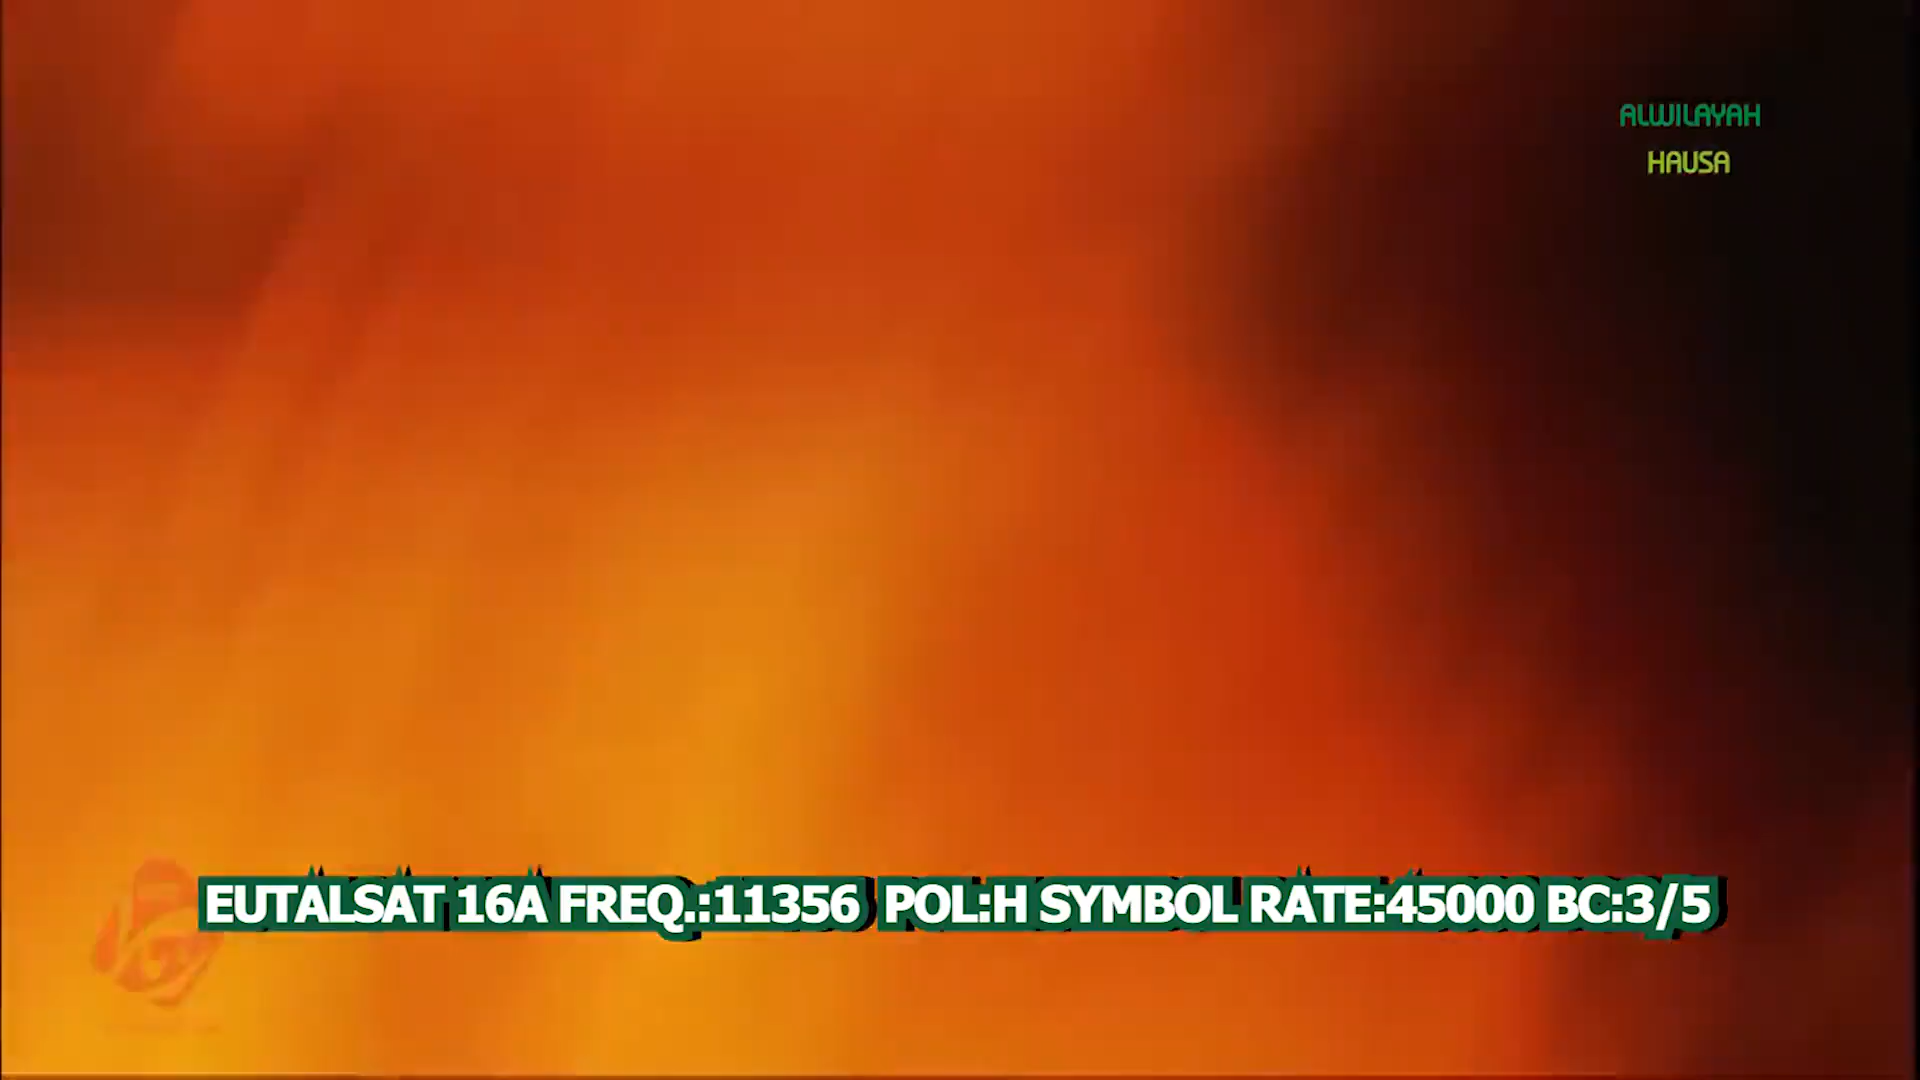 ALWILAYAH
HAUSA
EUTALSAT 16A FREQ.:11356 POL:H SYMBOL RATE:45000 BC:3/5